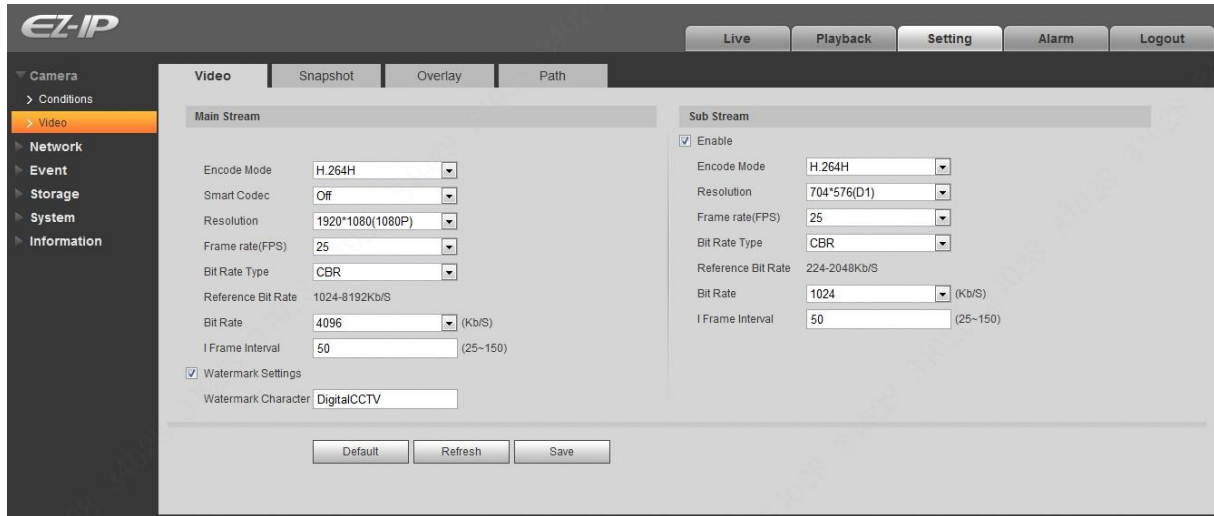 EZ-IP
Live Playback Setting Alarm Logout
Camera
Conditions
Video
Network
Event
Storage
System
Information
Video Snapshot Overlay Path
Main Stream
Encode Mode H.264H
Smart Codec Off
Resolution 1920*1080(1080P)
Frame rate(FPS) 25
Bit Rate Type CBR
Reference Bit Rate 1024-8192Kb/S
Bit Rate 4096 (Kb/S)
I Frame Interval 50 (25~150)
Watermark Settings
Watermark Character DigitalCCTV
Sub Stream
Enable
Encode Mode H.264H
Resolution 704*576(D1)
Frame rate(FPS) 25
Bit Rate Type CBR
Reference Bit Rate 224-2048Kb/S
Bit Rate 1024 (Kb/S)
I Frame Interval 50 (25~150)
Default Refresh Save